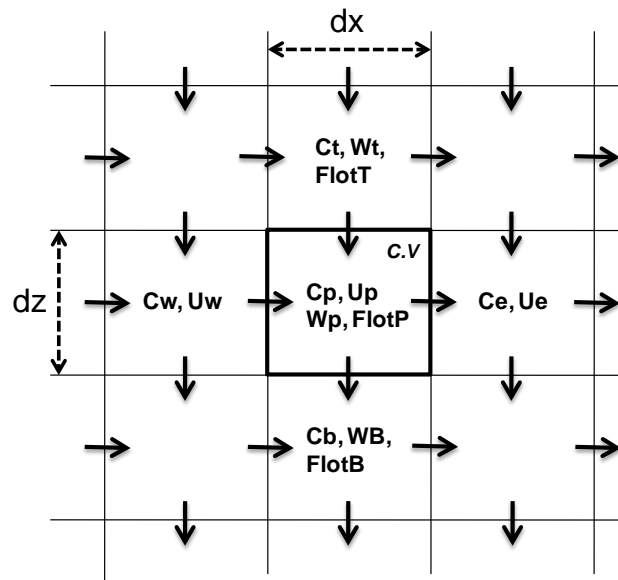 dx
Ct, Wt,
FlotT
C.V
dz
Cw, Uw
Cp, Up
Wp, FlotP
Ce, Ue
Cb, WB,
FlotB